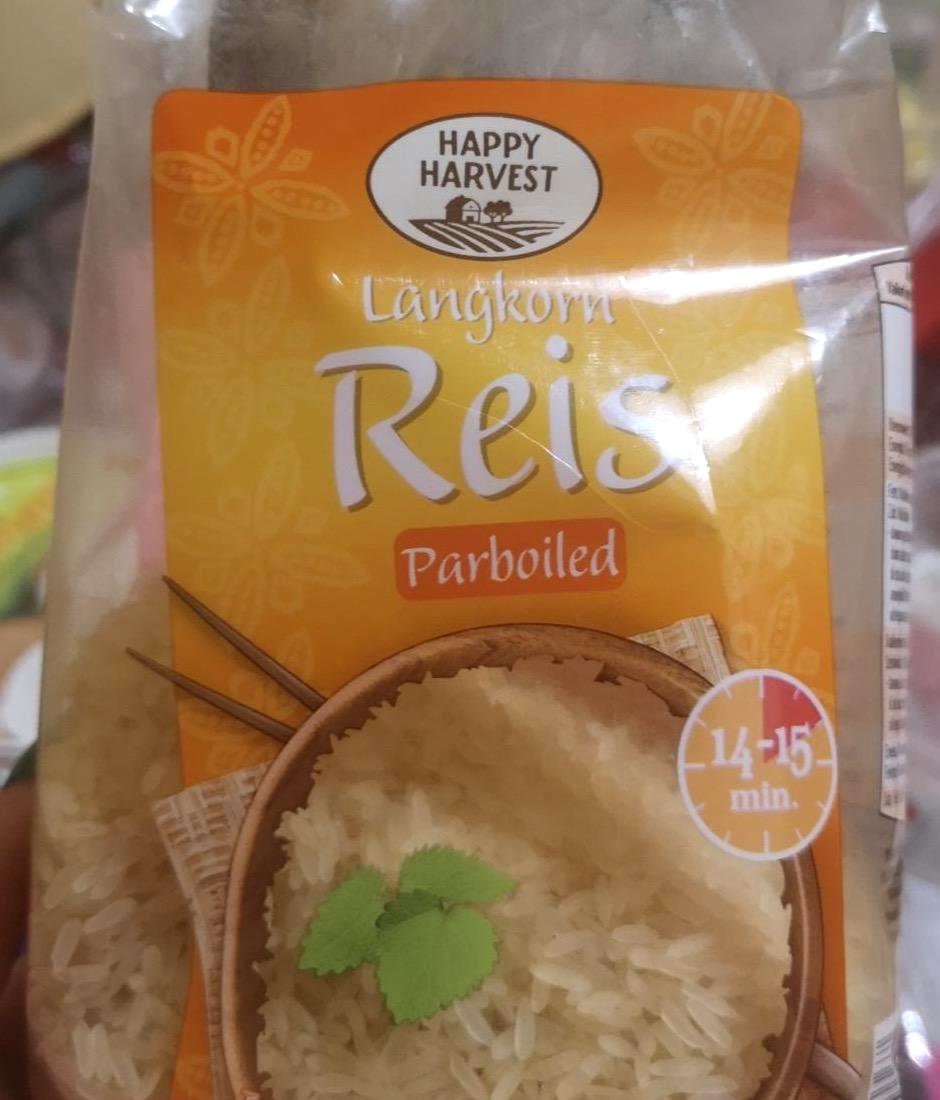 HAPPY
HARVEST
Langkorn
Reis
Parboiled
14-15
min.